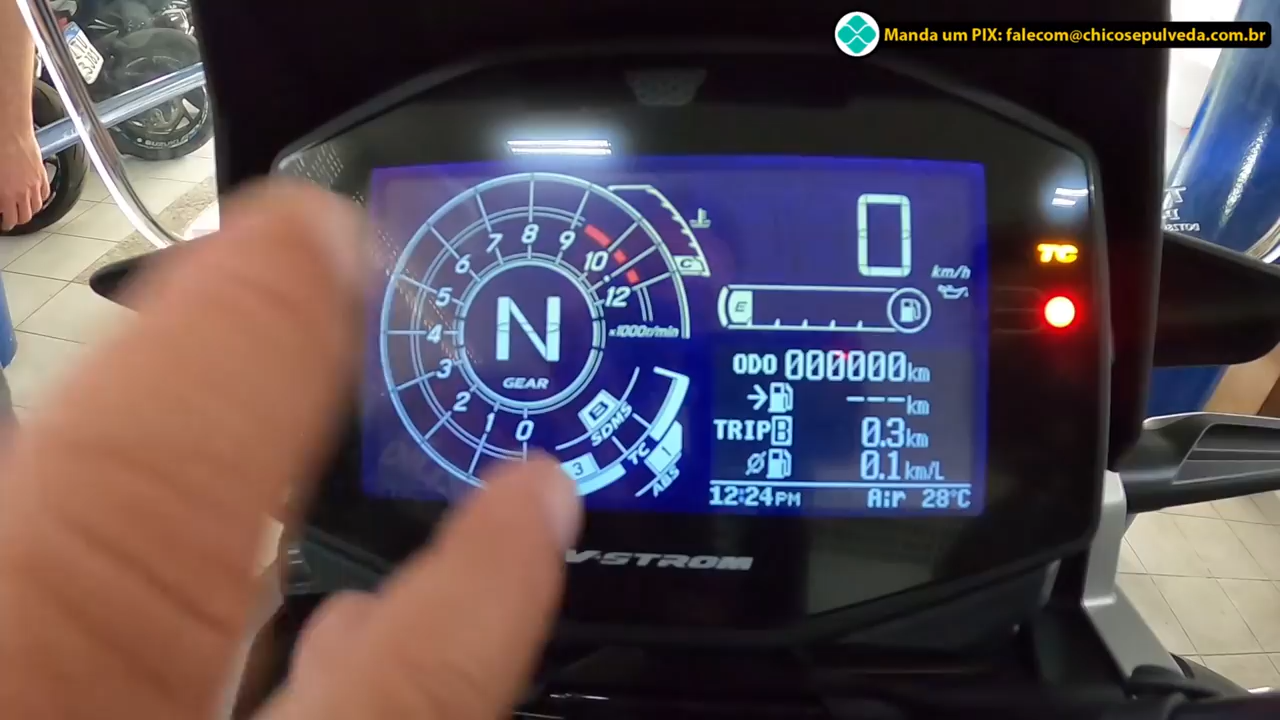 Manda um PIX: falecom@chicosepulveda.com.br
0
km/h
TC
E
C
7 8 9
6 10
5 12
4 x1000r/min
3
2
1 0
N
GEAR
B
SDMS
3
TC
1
ABS
ODO 000000km
---km
TRIP B 0.3km
0.1km/L
12:24PM Air 28°C
V-STROM
SUZUKI